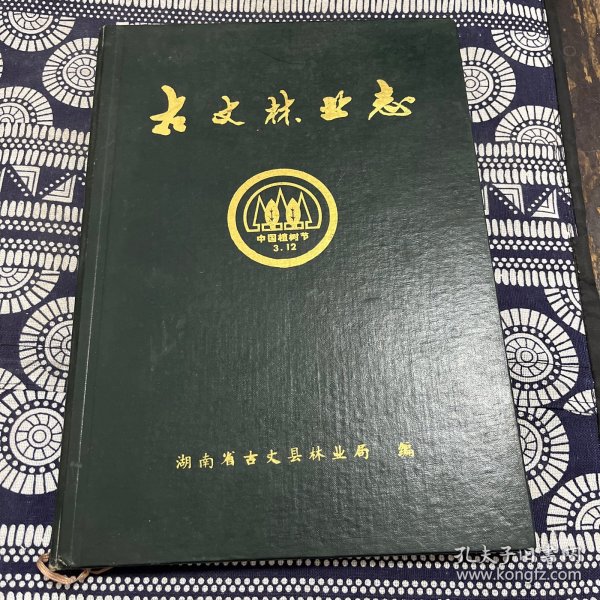 古丈林业志
中国植树节
3.12
湖南省古丈县林业局 编
孔夫子旧书网
www.kongfz.com